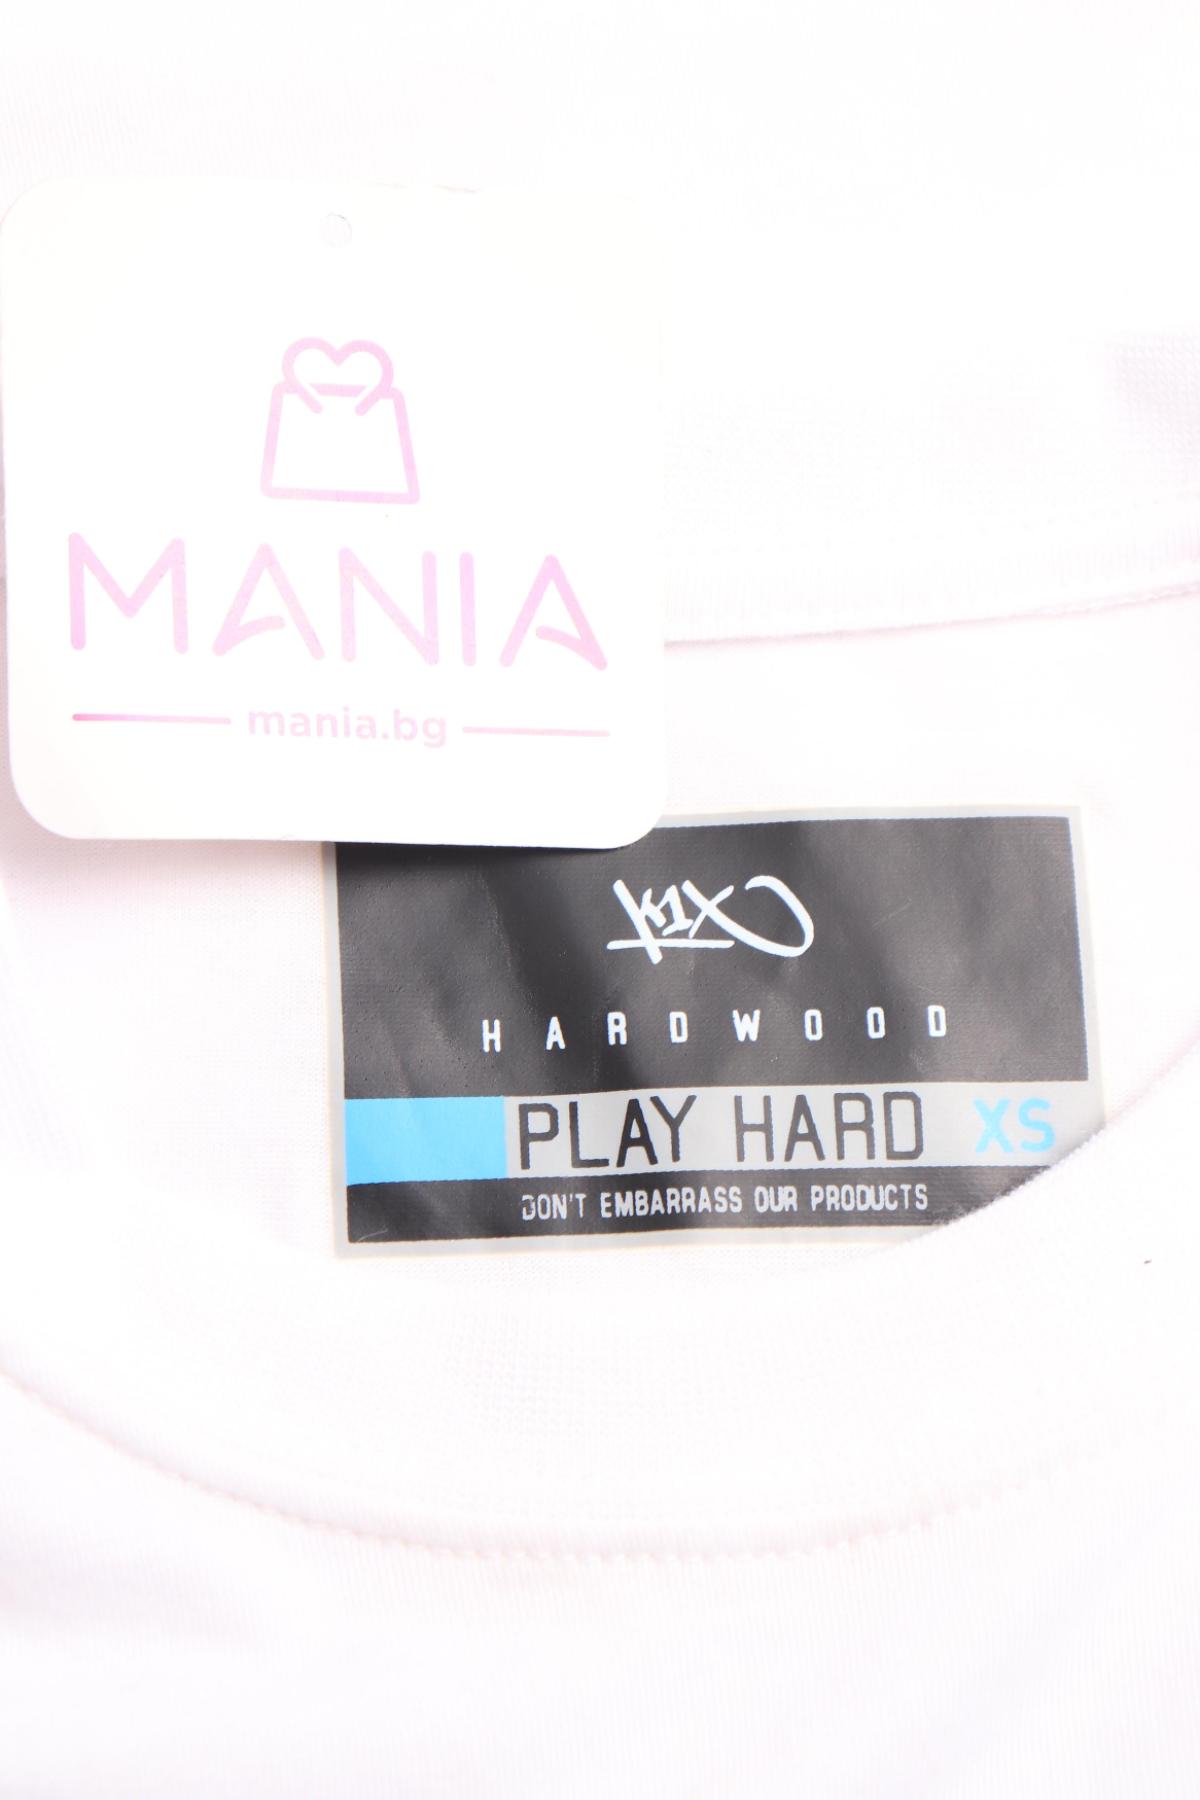 MANIA
mania.bg
K1X
HARDWOOD
PLAY HARD XS
DON'T EMBARRASS OUR PRODUCTS